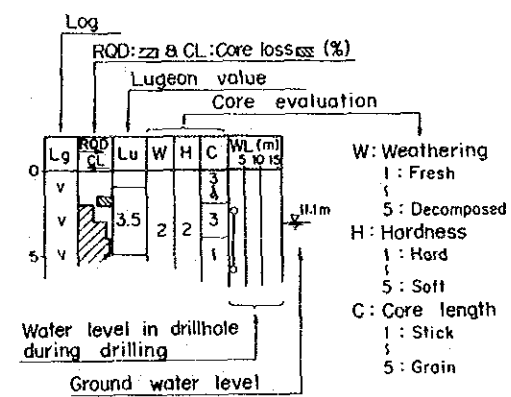 Log
RQD: & CL:Core loss (%)
Lugeon value
Core evaluation
Lg RQD CL Lu W H C WL (m)
5 10 15
0
v
v
v
5
3.5
2
2
3
4
3
11.1m
W: Weathering
1 : Fresh
5 : Decomposed
H : Hardness
1 : Hard
5 : Soft
C : Core length
1 : Stick
5 : Grain
Water level in drillhole
during drilling
Ground water level